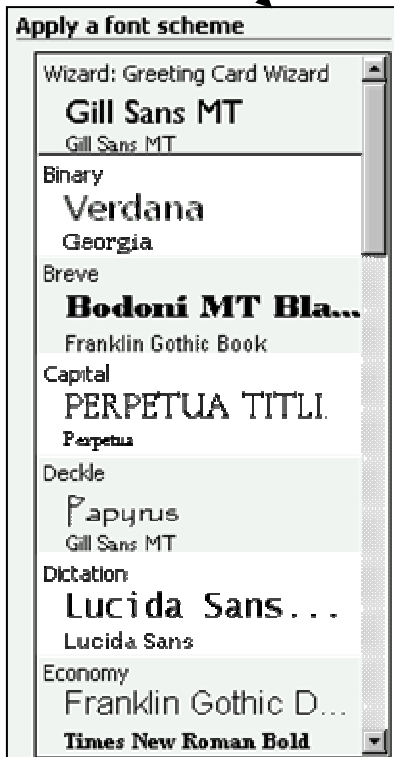 Apply a font scheme
Wizard: Greeting Card Wizard
Gill Sans MT
Gill Sans MT
Binary
Verdana
Georgia
Breve
Bodoni MT Bla...
Franklin Gothic Book
Capital
PERPETUA TITLI.
Perpetua
Deckle
Papyrus
Gill Sans MT
Dictation
Lucida Sans...
Lucida Sans
Economy
Franklin Gothic D...
Times New Roman Bold